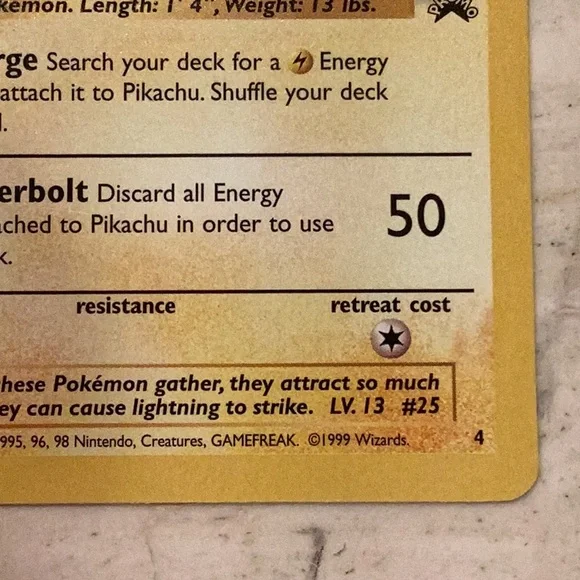 kémon. Length: 1' 4", Weight: 13 lbs.
rge Search your deck for a Energy
attach it to Pikachu. Shuffle your deck
.
erbolt Discard all Energy
ached to Pikachu in order to use
k.
50
resistance
retreat cost
hese Pokémon gather, they attract so much
ey can cause lightning to strike. LV. 13 #25
995, 96, 98 Nintendo, Creatures, GAMEFREAK. ©1999 Wizards.
4